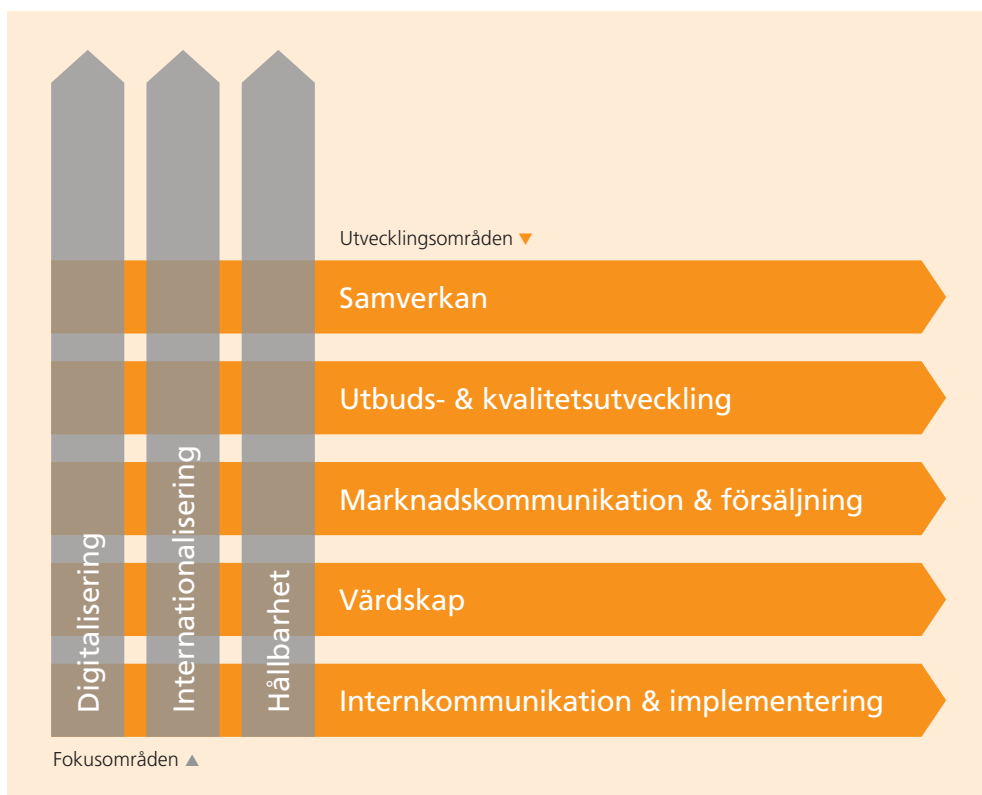 Utvecklingsområden ▼
Samverkan
Utbuds- & kvalitetsutveckling
Marknadskommunikation & försäljning
Värdskap
Internkommunikation & implementering
Digitalisering
Internationalisering
Hållbarhet
Fokusområden ▲